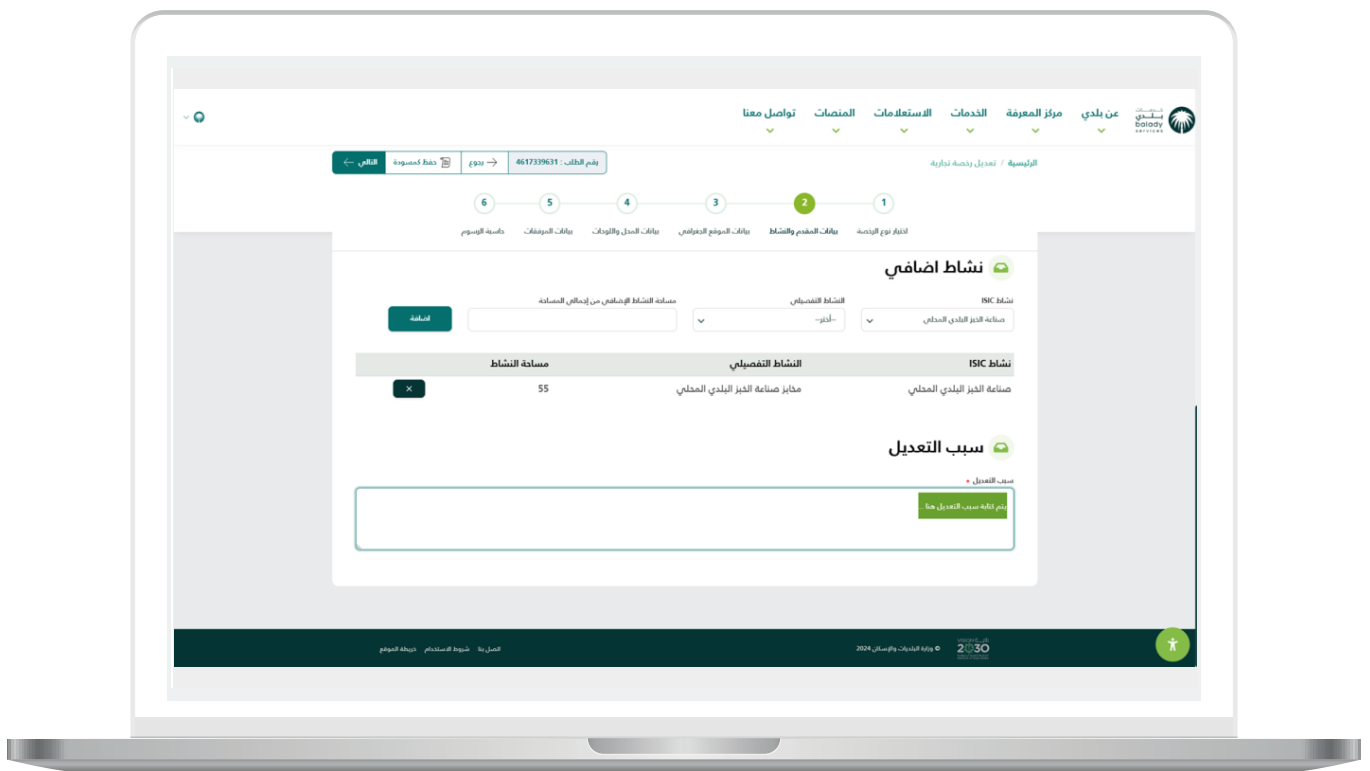 خدمات
بلدي
balady
services
عن بلدي
مركز المعرفة
الخدمات
الاستعلامات
المنصات
تواصل معنا
الرئيسية / تعديل رخصة تجارية
رقم الطلب : 4617339631
رجوع
حفظ كمسودة
التالي
1
2
3
4
5
6
اختيار نوع الرخصة
بيانات المقدم والنشاط
بيانات الموقع الجغرافي
بيانات المحل واللوحات
بيانات المرفقات
حاسبة الرسوم
نشاط اضافي
نشاط ISIC
النشاط التفصيلي
مساحة النشاط الإضافي من إجمالي المساحة
صناعة الخبز البلدي المحلي
--أختر--
اضافة
نشاط ISIC
النشاط التفصيلي
مساحة النشاط
صناعة الخبز البلدي المحلي
مخابز صناعة الخبز البلدي المحلي
55
سبب التعديل
سبب التعديل *
يتم كتابة سبب التعديل هنا ..
2030
© وزارة البلديات والإسكان 2024
اتصل بنا
شروط الاستخدام
خريطة الموقع